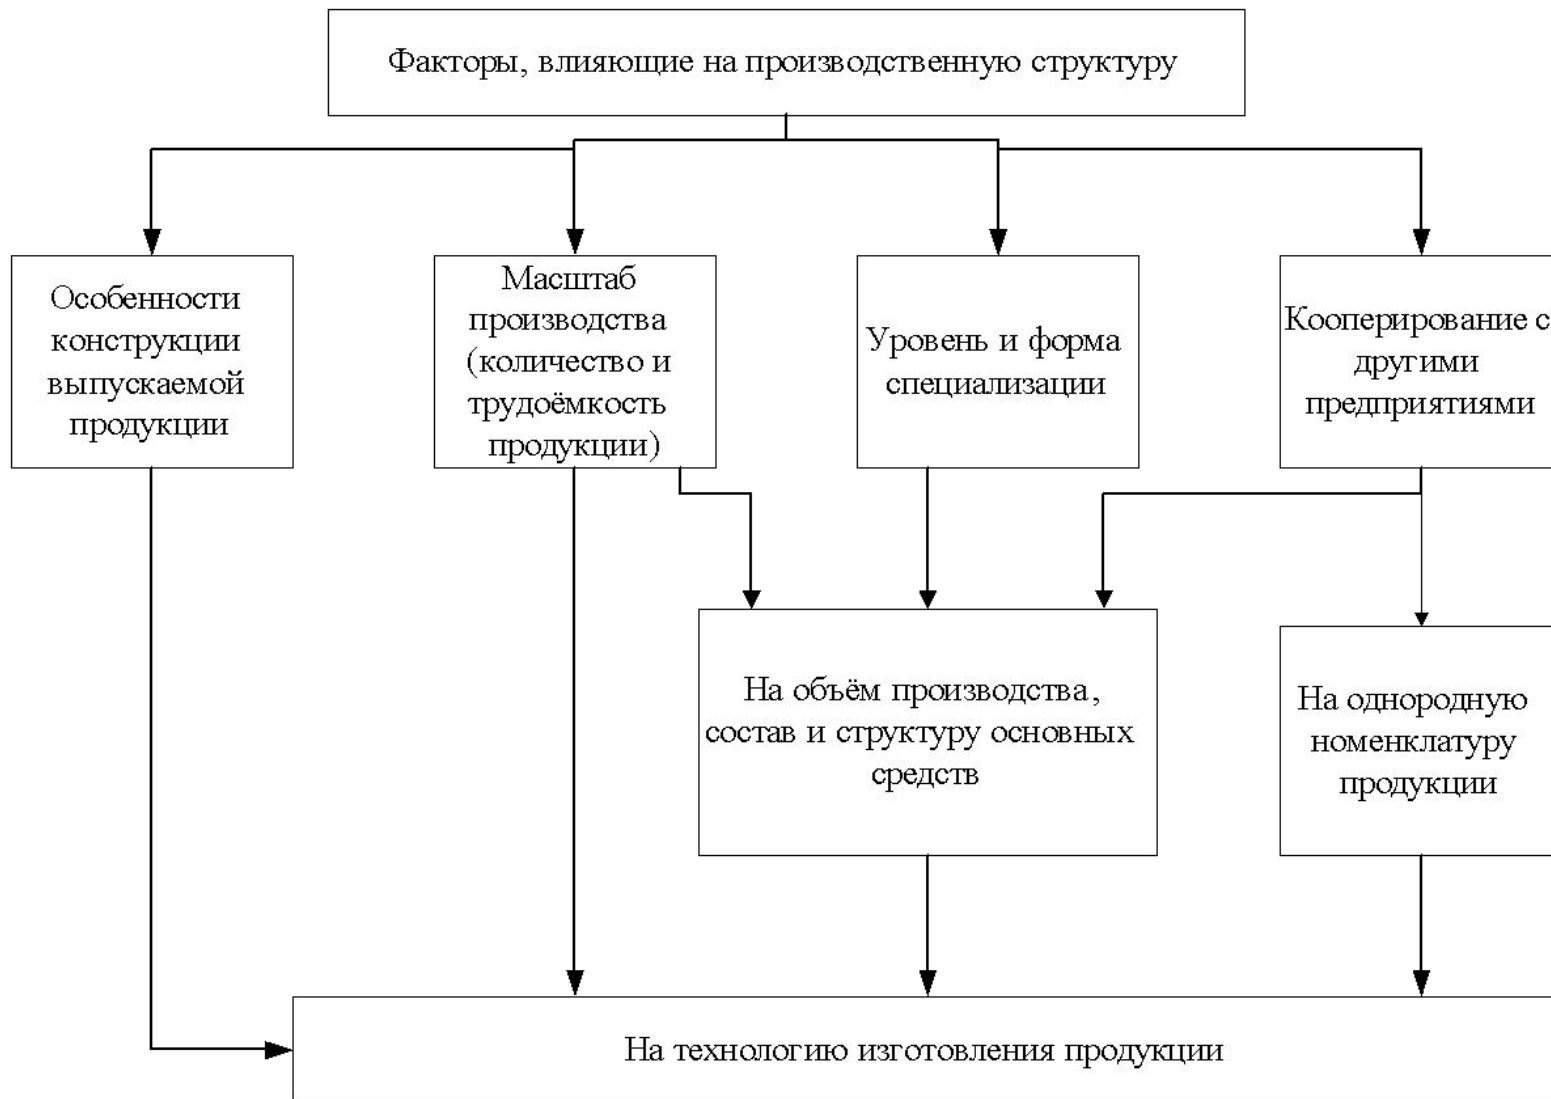 Факторы, влияющие на производственную структуру
Особенности
конструкции
выпускаемой
продукции
Масштаб
производства
(количество и
трудоёмкость
продукции)
Уровень и форма
специализации
Кооперирование с
другими
предприятиями
На объём производства,
состав и структуру основных
средств
На однородную
номенклатуру
продукции
На технологию изготовления продукции